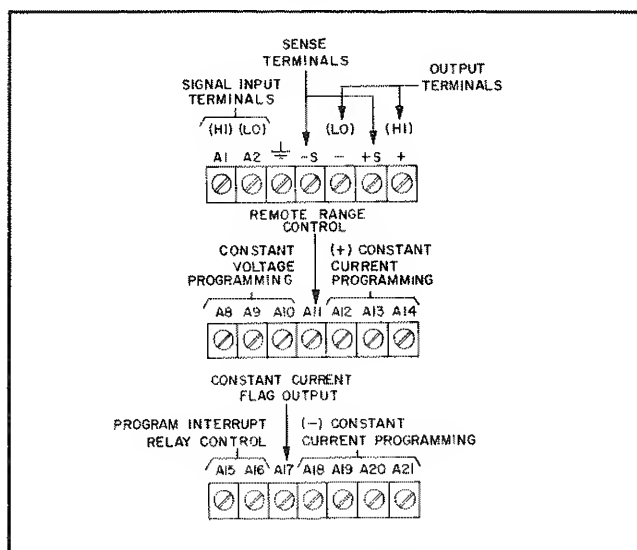 SENSE
TERMINALS
OUTPUT
TERMINALS
SIGNAL INPUT
TERMINALS
(HI) (LO)
(LO)
(HI)
A1 A2 -S - +S +
REMOTE RANGE
CONTROL
CONSTANT
VOLTAGE
PROGRAMMING
(+) CONSTANT
CURRENT
PROGRAMMING
A8 A9 A10 A11 A12 A13 A14
CONSTANT CURRENT
FLAG OUTPUT
PROGRAM INTERRUPT
RELAY CONTROL
(-) CONSTANT
CURRENT PROGRAMMING
A15 A16 A17 A18 A19 A20 A21